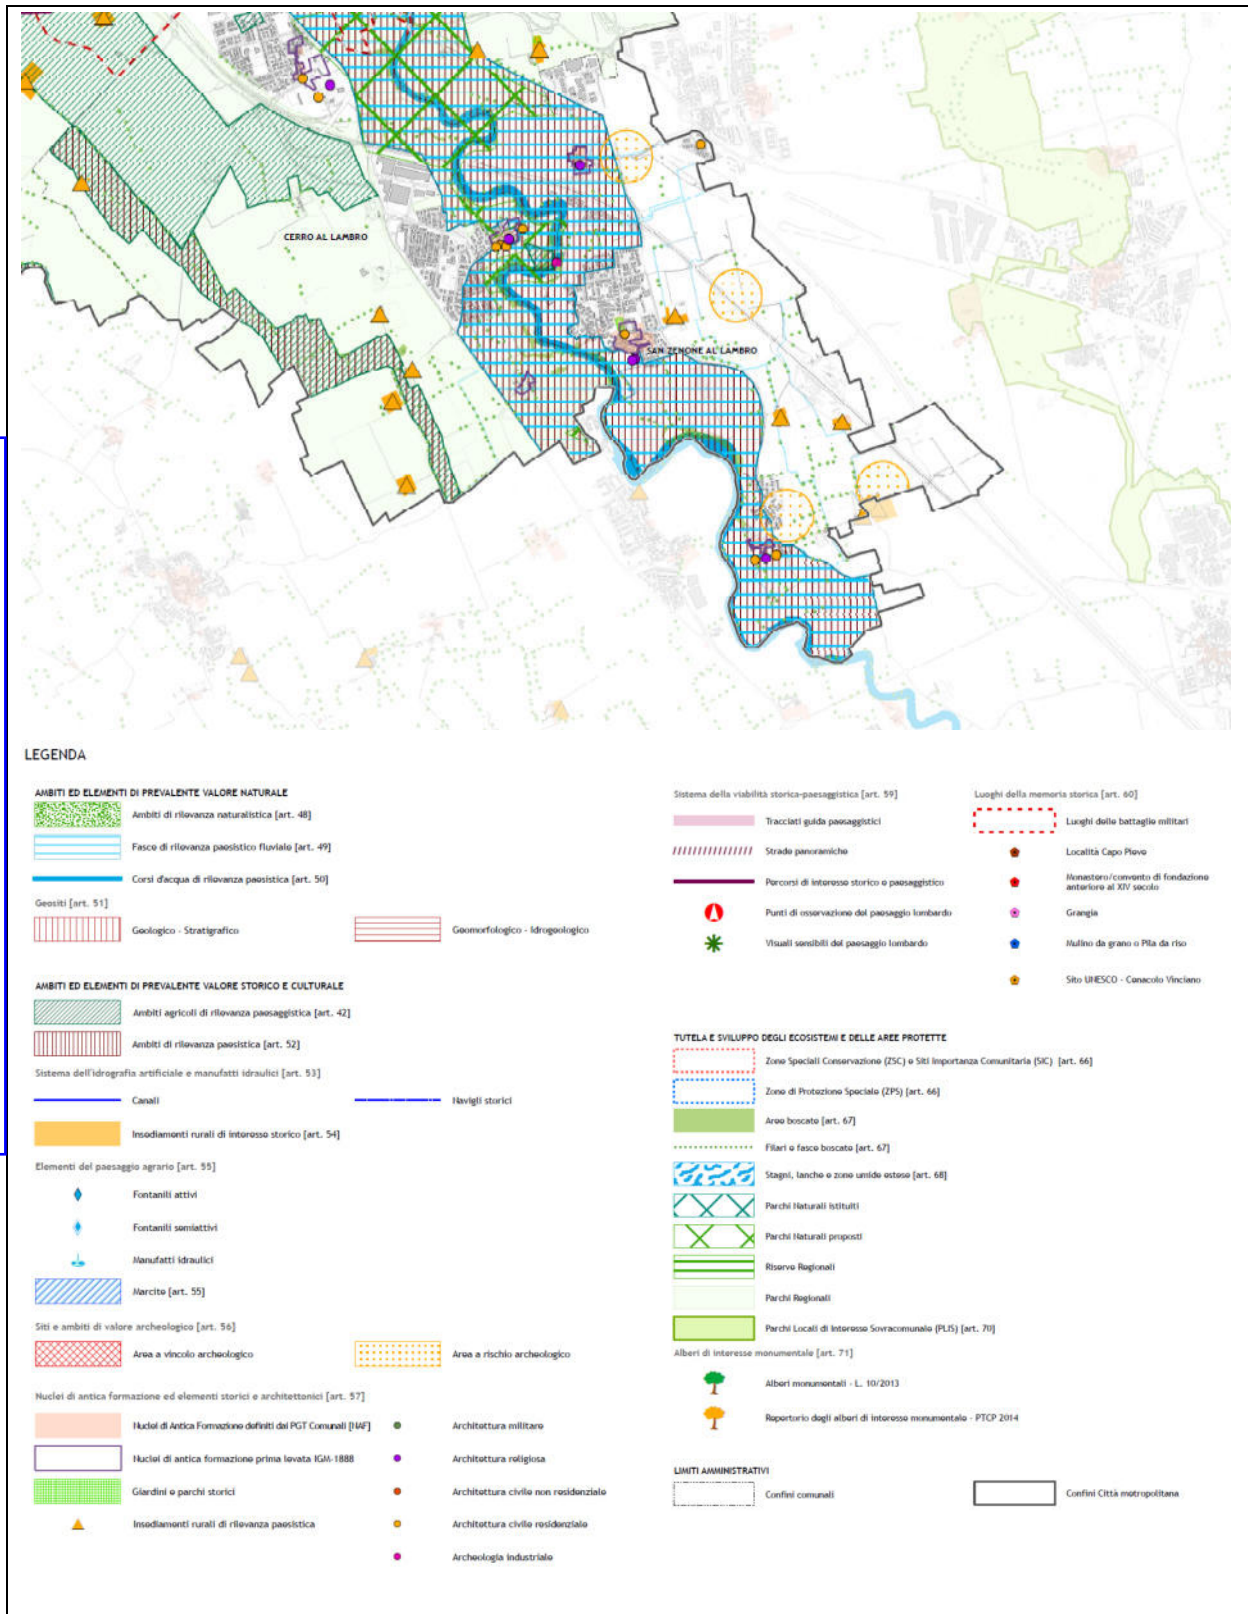 CERRO AL LAMBRO
SAN ZENONE AL LAMBRO
LEGENDA
AMBITI ED ELEMENTI DI PREVALENTE VALORE NATURALE
Ambiti di rilevanza naturalistica [art. 48]
Fasce di rilevanza paesistico fluviale [art. 49]
Corsi d'acqua di rilevanza paesistica [art. 50]
Geositi [art. 51]
Geologico - Stratigrafico
Geomorfologico - Idrogeologico
AMBITI ED ELEMENTI DI PREVALENTE VALORE STORICO E CULTURALE
Ambiti agricoli di rilevanza paesaggistica [art. 42]
Ambiti di rilevanza paesistica [art. 52]
Sistema dell'idrografia artificiale e manufatti idraulici [art. 53]
Canali
Navigli storici
Insediamenti rurali di interesse storico [art. 54]
Elementi del paesaggio agrario [art. 55]
Fontanili attivi
Fontanili semiattivi
Manufatti idraulici
Marcite [art. 55]
Siti e ambiti di valore archeologico [art. 56]
Area a vincolo archeologico
Area a rischio archeologico
Nuclei di antica formazione ed elementi storici e architettonici [art. 57]
Nuclei di Antica Formazione definiti dai PGT Comunali [NAF]
Architettura militare
Nuclei di antica formazione prima levata IGM-1888
Architettura religiosa
Giardini e parchi storici
Architettura civile non residenziale
Insediamenti rurali di rilevanza paesistica
Architettura civile residenziale
Archeologia industriale
Sistema della viabilità storica-paesaggistica [art. 59]
Tracciati guida paesaggistici
Strade panoramiche
Percorsi di interesse storico e paesaggistico
Punti di osservazione del paesaggio lombardo
Visuali sensibili del paesaggio lombardo
Luoghi della memoria storica [art. 60]
Luoghi delle battaglie militari
Località Capo Pieve
Monastero/convento di fondazione
anteriore al XIV secolo
Grangia
Mulino da grano o Pila da riso
Sito UNESCO - Cenacolo Vinciano
TUTELA E SVILUPPO DEGLI ECOSISTEMI E DELLE AREE PROTETTE
Zone Speciali Conservazione (ZSC) e Siti Importanza Comunitaria (SIC) [art. 66]
Zone di Protezione Speciale (ZPS) [art. 66]
Aree boscate [art. 67]
Filari e fasce boscate [art. 67]
Stagni, lanche e zone umide estese [art. 68]
Parchi Naturali istituiti
Parchi Naturali proposti
Riserve Regionali
Parchi Regionali
Parchi Locali di Interesse Sovracomunale (PLIS) [art. 70]
Alberi di interesse monumentale [art. 71]
Alberi monumentali - L. 10/2013
Repertorio degli alberi di interesse monumentale - PTCP 2014
LIMITI AMMINISTRATIVI
Confini comunali
Confini Città metropolitana